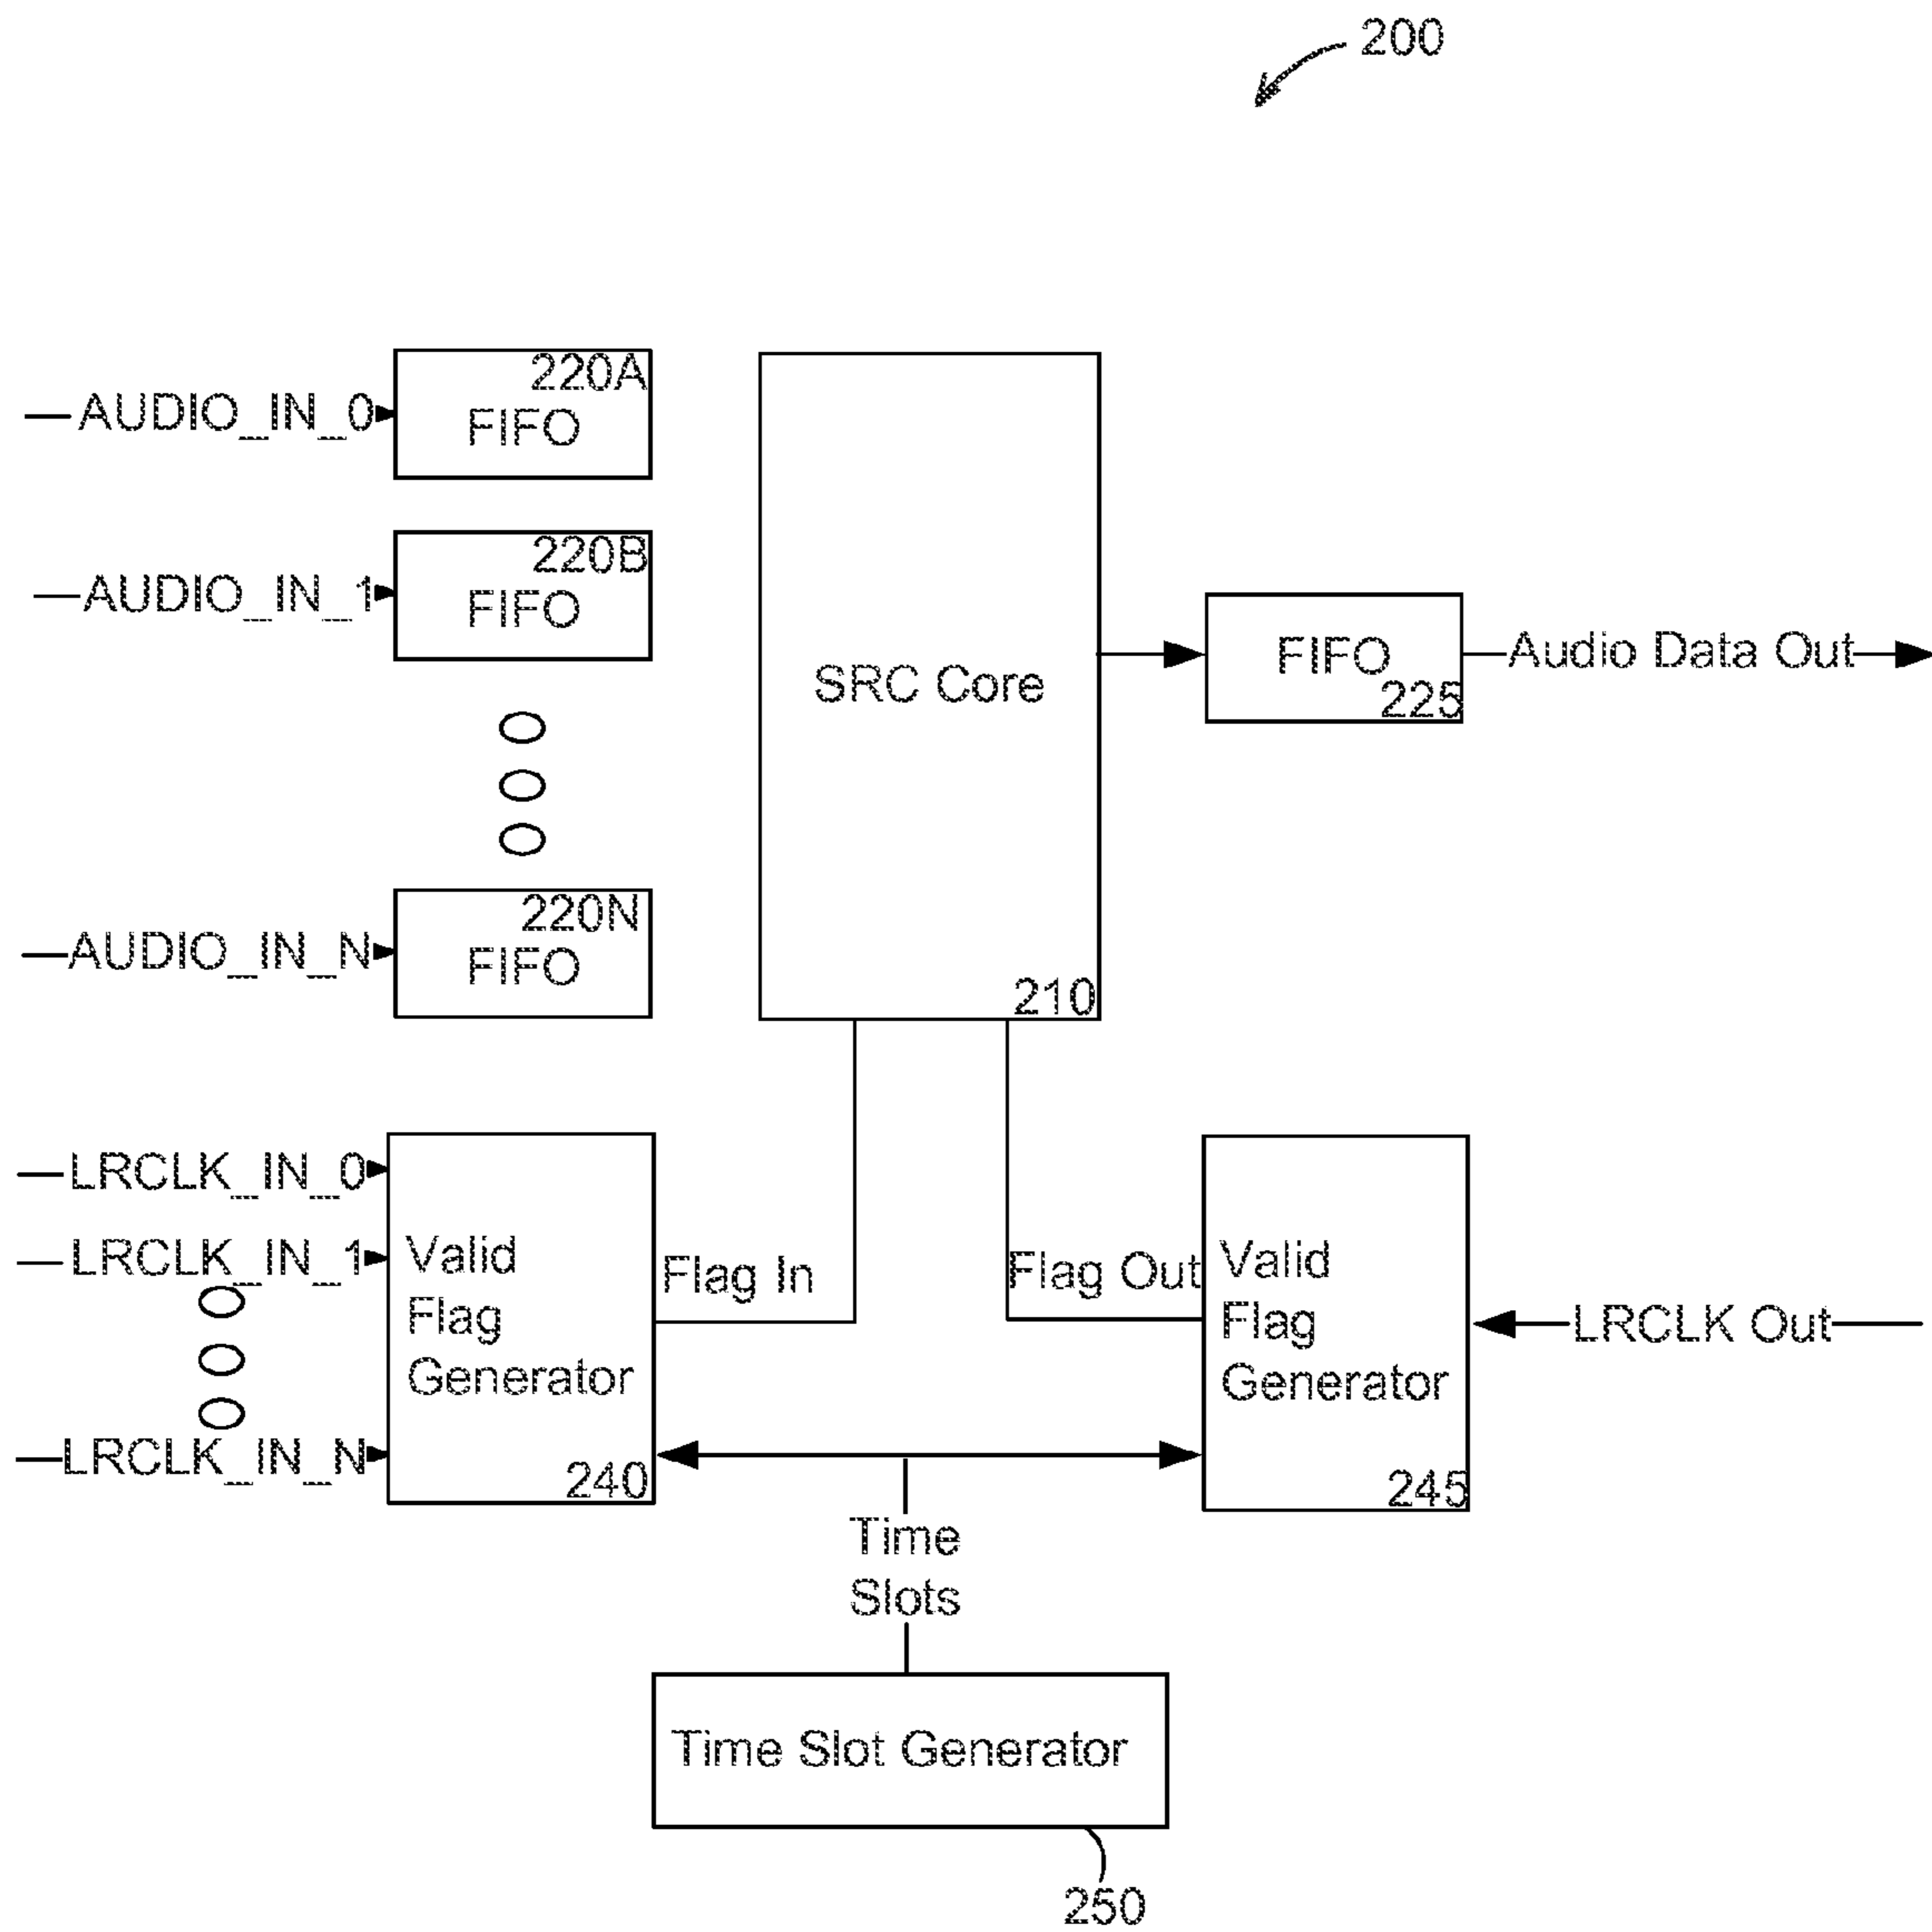 200
220A
AUDIO_IN_0
FIFO
220B
AUDIO_IN_1
FIFO
SRC Core
FIFO
225
Audio Data Out
220N
AUDIO_IN_N
FIFO
210
LRCLK_IN_0
LRCLK_IN_1
LRCLK_IN_N
Valid
Flag
Generator
240
Flag In
Flag Out
Valid
Flag
Generator
245
LRCLK Out
Time
Slots
Time Slot Generator
250